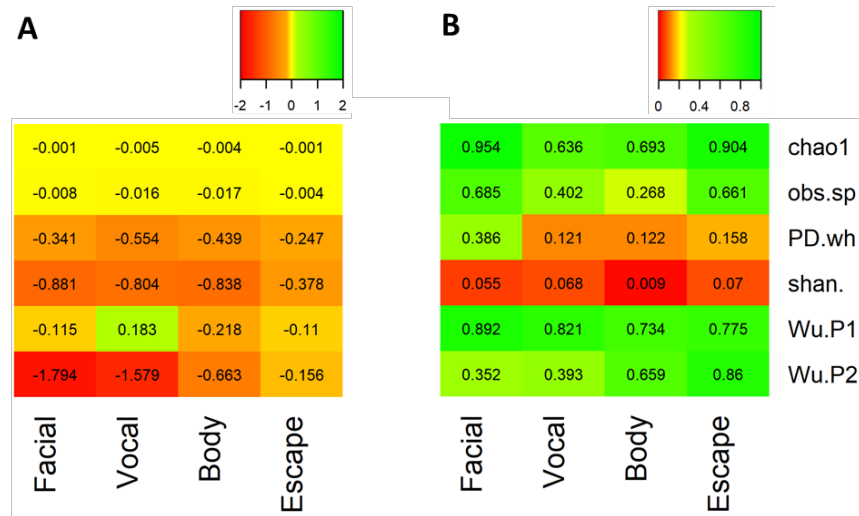 A
B
-2 -1 0 1 2
0 0.4 0.8
-0.001 -0.005 -0.004 -0.001 0.954 0.636 0.693 0.904 chao1
-0.008 -0.016 -0.017 -0.004 0.685 0.402 0.268 0.661 obs.sp
-0.341 -0.554 -0.439 -0.247 0.386 0.121 0.122 0.158 PD.wh
-0.881 -0.804 -0.838 -0.378 0.055 0.068 0.009 0.07 shan.
-0.115 0.183 -0.218 -0.11 0.892 0.821 0.734 0.775 Wu.P1
-1.794 -1.579 -0.663 -0.156 0.352 0.393 0.659 0.86 Wu.P2
Facial
Vocal
Body
Escape
Facial
Vocal
Body
Escape